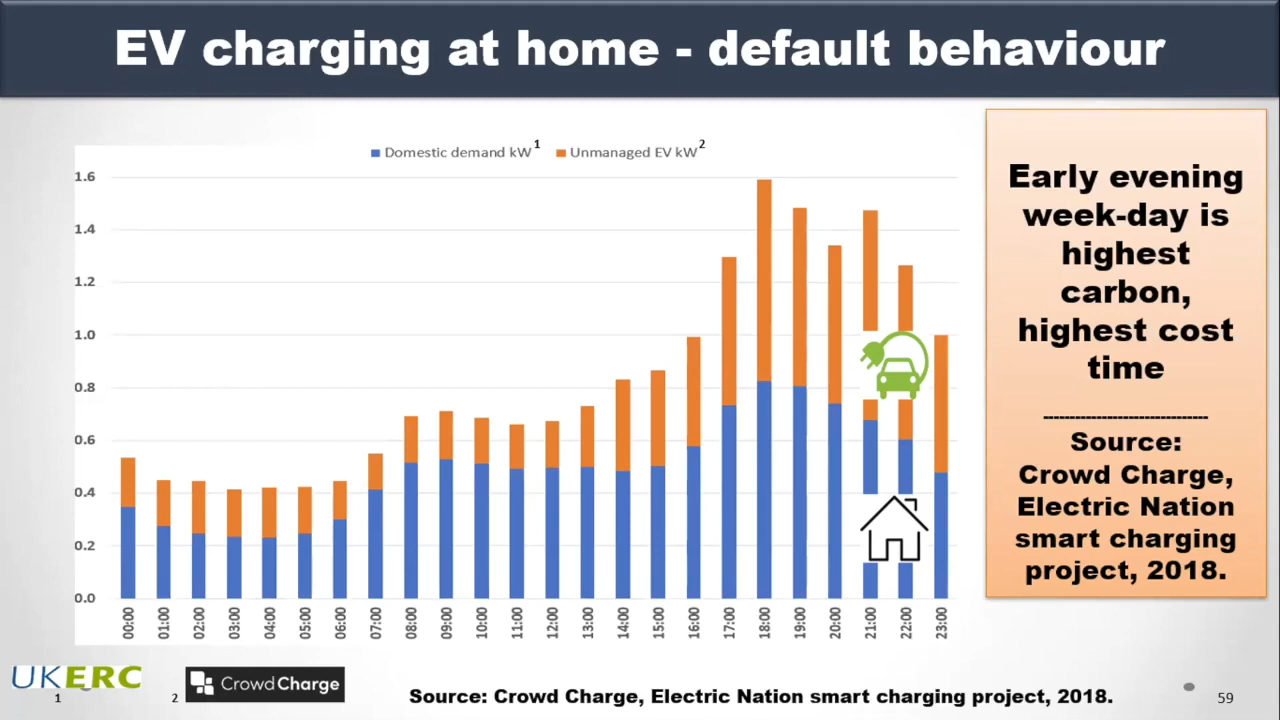 EV charging at home - default behaviour
Domestic demand kW 1 Unmanaged EV kW 2
1.6
1.4
1.2
1.0
0.8
0.6
0.4
0.2
0.0
00:00 01:00 02:00 03:00 04:00 05:00 06:00 07:00 08:00 09:00 10:00 11:00 12:00 13:00 14:00 15:00 16:00 17:00 18:00 19:00 20:00 21:00 22:00 23:00
Early evening
week-day is
highest
carbon,
highest cost
time
-------------------------------
Source:
Crowd Charge,
Electric Nation
smart charging
project, 2018.
UKERC
1
2
CrowdCharge
Source: Crowd Charge, Electric Nation smart charging project, 2018.
59